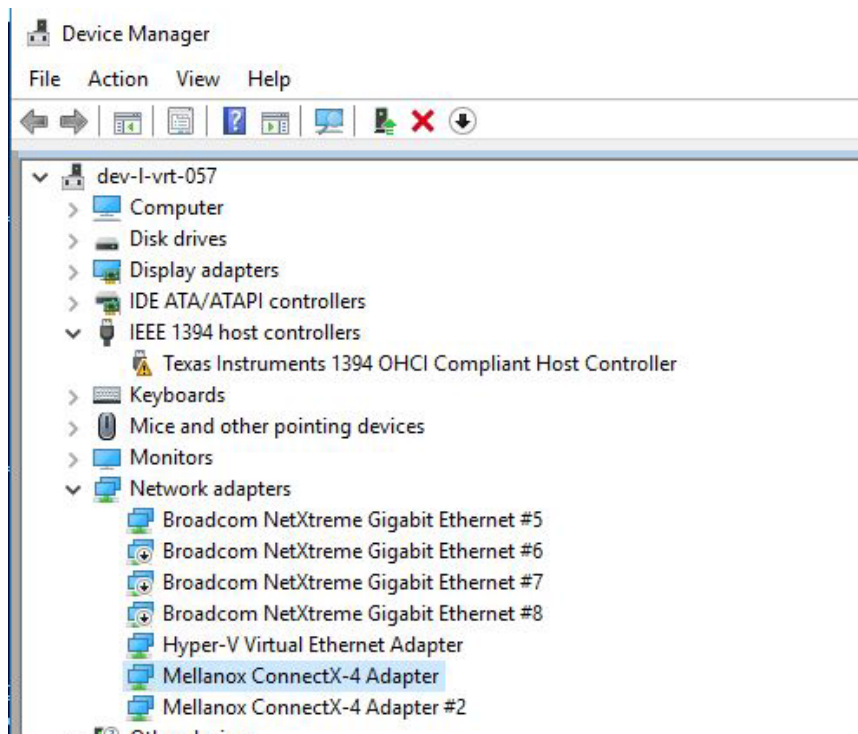 Device Manager
File Action View Help
dev-l-vrt-057
Computer
Disk drives
Display adapters
IDE ATA/ATAPI controllers
IEEE 1394 host controllers
Texas Instruments 1394 OHCI Compliant Host Controller
Keyboards
Mice and other pointing devices
Monitors
Network adapters
Broadcom NetXtreme Gigabit Ethernet #5
Broadcom NetXtreme Gigabit Ethernet #6
Broadcom NetXtreme Gigabit Ethernet #7
Broadcom NetXtreme Gigabit Ethernet #8
Hyper-V Virtual Ethernet Adapter
Mellanox ConnectX-4 Adapter
Mellanox ConnectX-4 Adapter #2